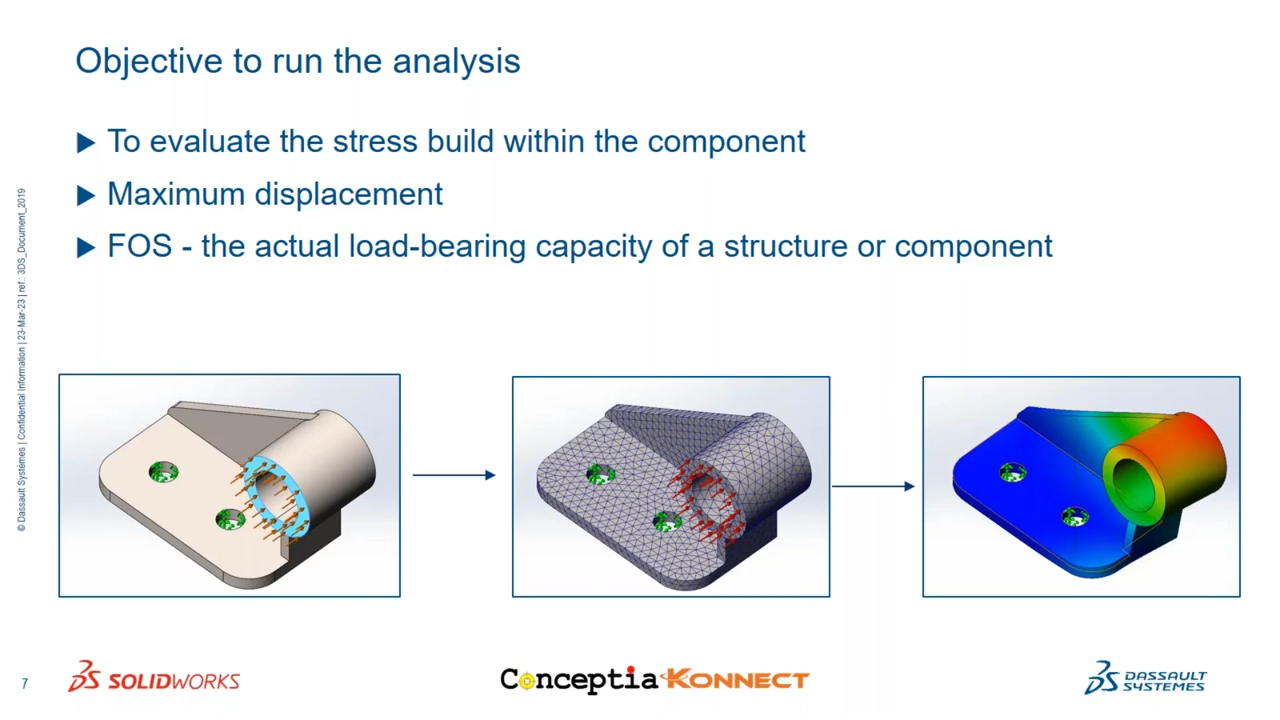 Objective to run the analysis
▶ To evaluate the stress build within the component
▶ Maximum displacement
▶ FOS - the actual load-bearing capacity of a structure or component
© Dassault Systèmes | Confidential Information | 23-Mar-23 | ref.: 3DS_Document_2019
7
SOLIDWORKS
Conceptia KONNECT
DASSAULT
SYSTEMES